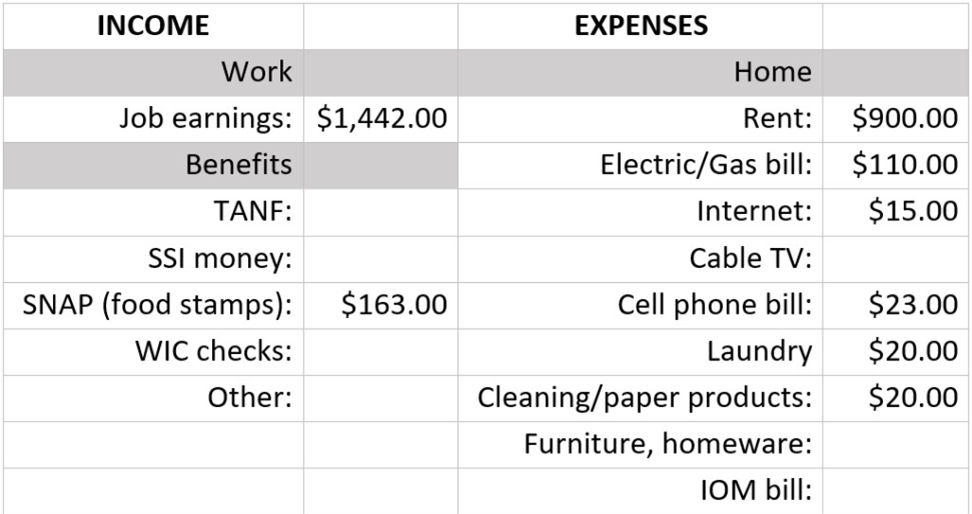 INCOME EXPENSES
Work Home
Job earnings: $1,442.00 Rent: $900.00
Benefits Electric/Gas bill: $110.00
TANF: Internet: $15.00
SSI money: Cable TV:
SNAP (food stamps): $163.00 Cell phone bill: $23.00
WIC checks: Laundry $20.00
Other: Cleaning/paper products: $20.00
Furniture, homeware:
IOM bill: